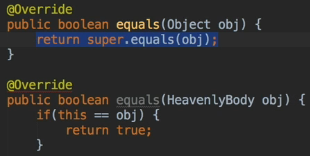 @Override
public boolean equals(Object obj) {
    return super.equals(obj);
}
@Override
public boolean equals(HeavenlyBody obj) {
    if(this == obj) {
        return true;
    }